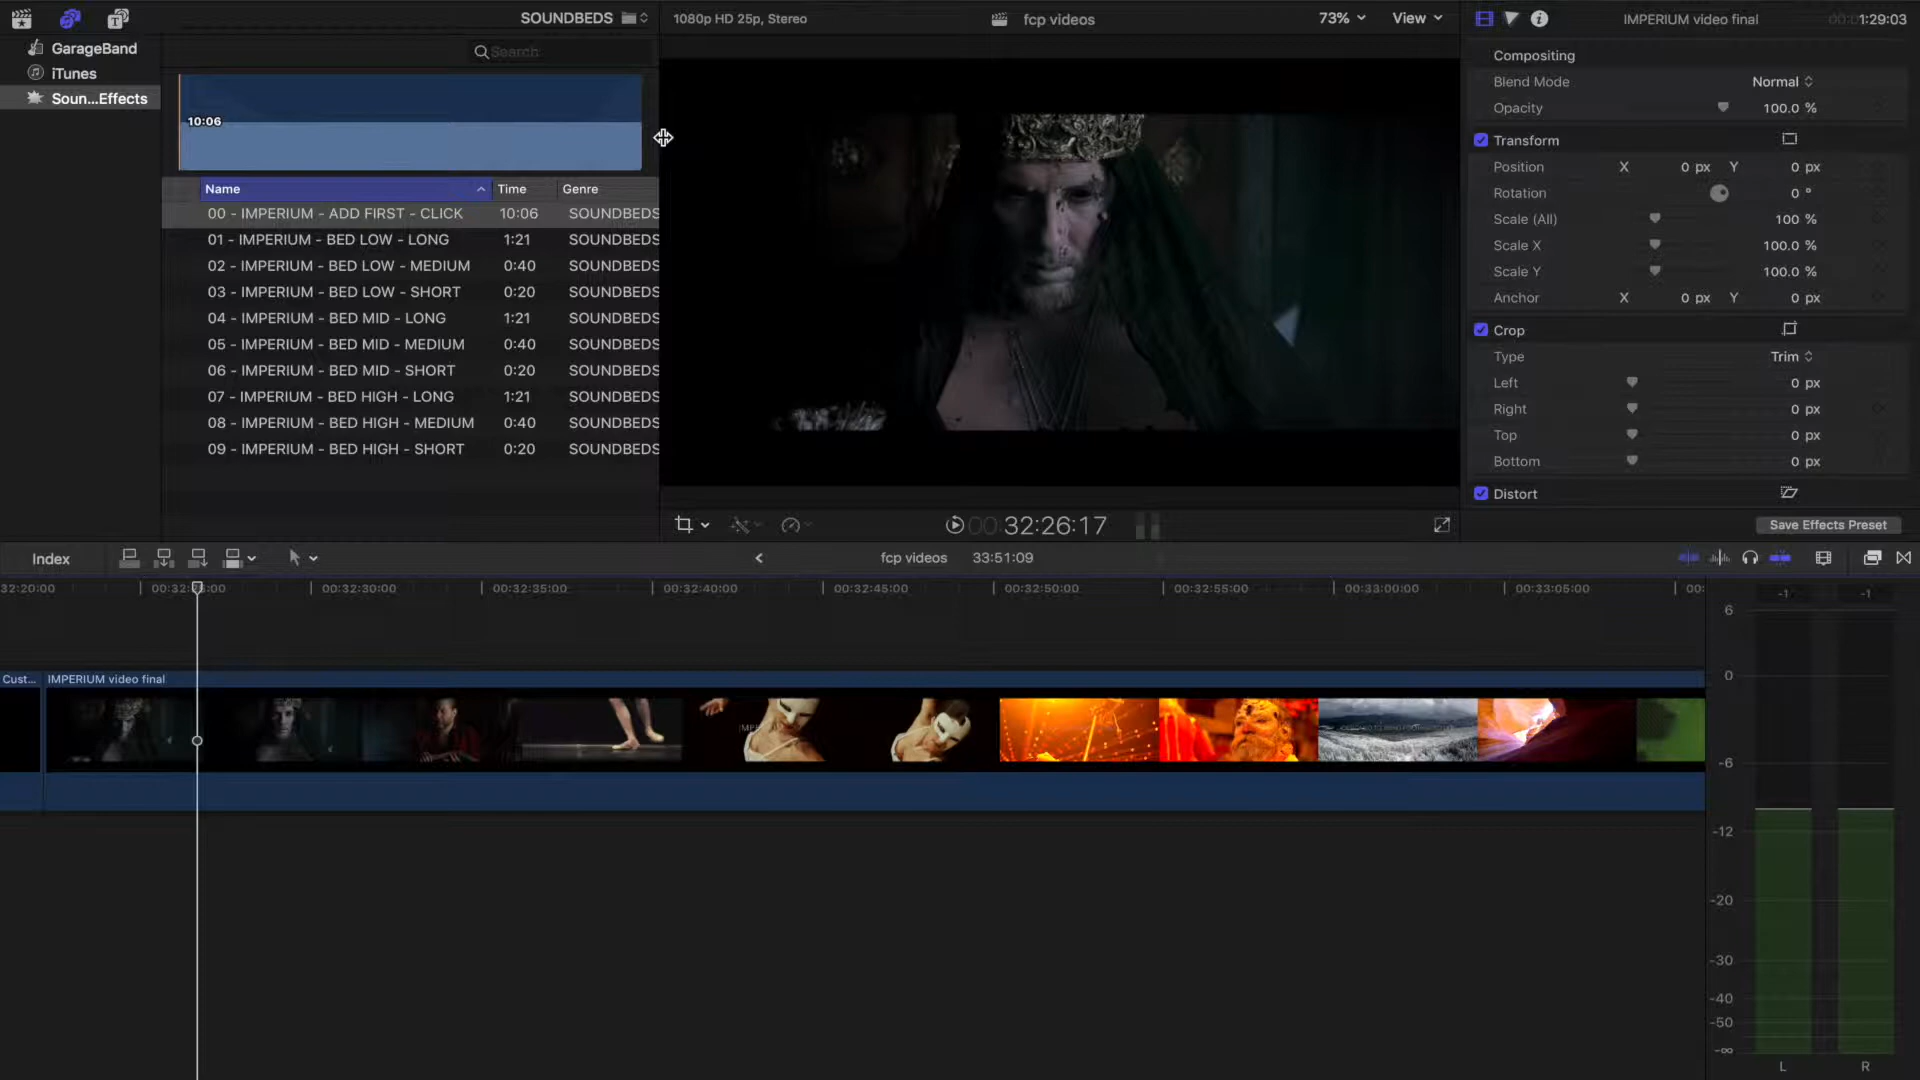 SOUNDBEDS
1080p HD 25p, Stereo
fcp videos
73%
View
IMPERIUM video final
00:01:29:03
GarageBand
iTunes
Soun...Effects
Search
10:06
Name Time Genre
00 - IMPERIUM - ADD FIRST - CLICK 10:06 SOUNDBEDS
01 - IMPERIUM - BED LOW - LONG 1:21 SOUNDBEDS
02 - IMPERIUM - BED LOW - MEDIUM 0:40 SOUNDBEDS
03 - IMPERIUM - BED LOW - SHORT 0:20 SOUNDBEDS
04 - IMPERIUM - BED MID - LONG 1:21 SOUNDBEDS
05 - IMPERIUM - BED MID - MEDIUM 0:40 SOUNDBEDS
06 - IMPERIUM - BED MID - SHORT 0:20 SOUNDBEDS
07 - IMPERIUM - BED HIGH - LONG 1:21 SOUNDBEDS
08 - IMPERIUM - BED HIGH - MEDIUM 0:40 SOUNDBEDS
09 - IMPERIUM - BED HIGH - SHORT 0:20 SOUNDBEDS
Compositing
Blend Mode Normal
Opacity 100.0 %
Transform
Position X 0 px Y 0 px
Rotation 0 °
Scale (All) 100 %
Scale X 100.0 %
Scale Y 100.0 %
Anchor X 0 px Y 0 px
Crop
Type Trim
Left 0 px
Right 0 px
Top 0 px
Bottom 0 px
Distort
Save Effects Preset
00:32:26:17
Index
fcp videos 33:51:09
32:20:00 00:32:25:00 00:32:30:00 00:32:35:00 00:32:40:00 00:32:45:00 00:32:50:00 00:32:55:00 00:33:00:00 00:33:05:00 00:
Cust... IMPERIUM video final
-1 -1
6
0
-6
-12
-20
-30
-40
-50
-∞
L R